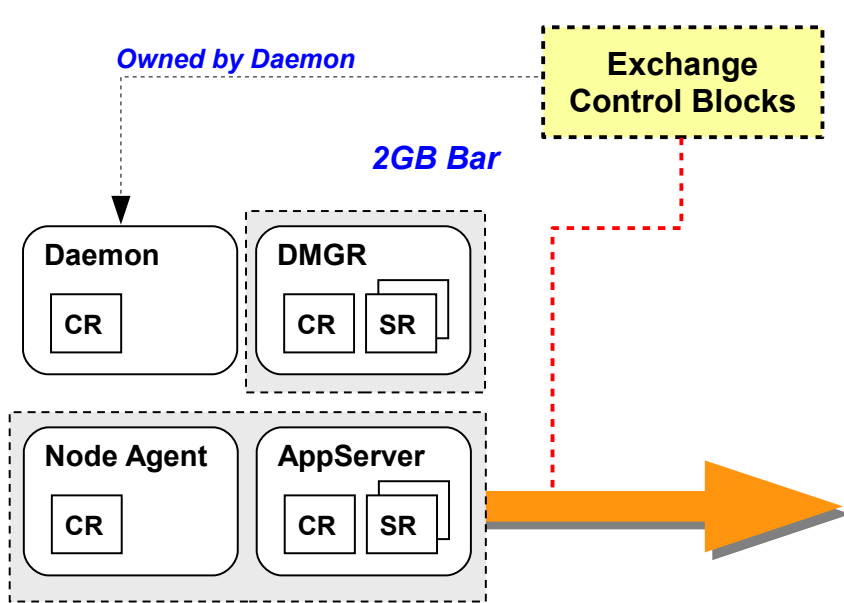 Owned by Daemon
Exchange
Control Blocks
2GB Bar
Daemon
CR
DMGR
CR
SR
Node Agent
CR
AppServer
CR
SR